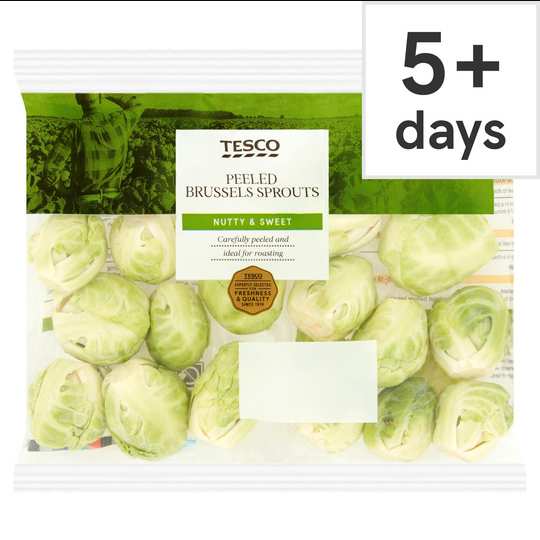 5+
days
TESCO
PEELED
BRUSSELS SPROUTS
NUTTY & SWEET
Carefully peeled and
ideal for roasting
TESCO
EXPERTLY SELECTED
FOR
FRESHNESS
& QUALITY
SINCE 1919